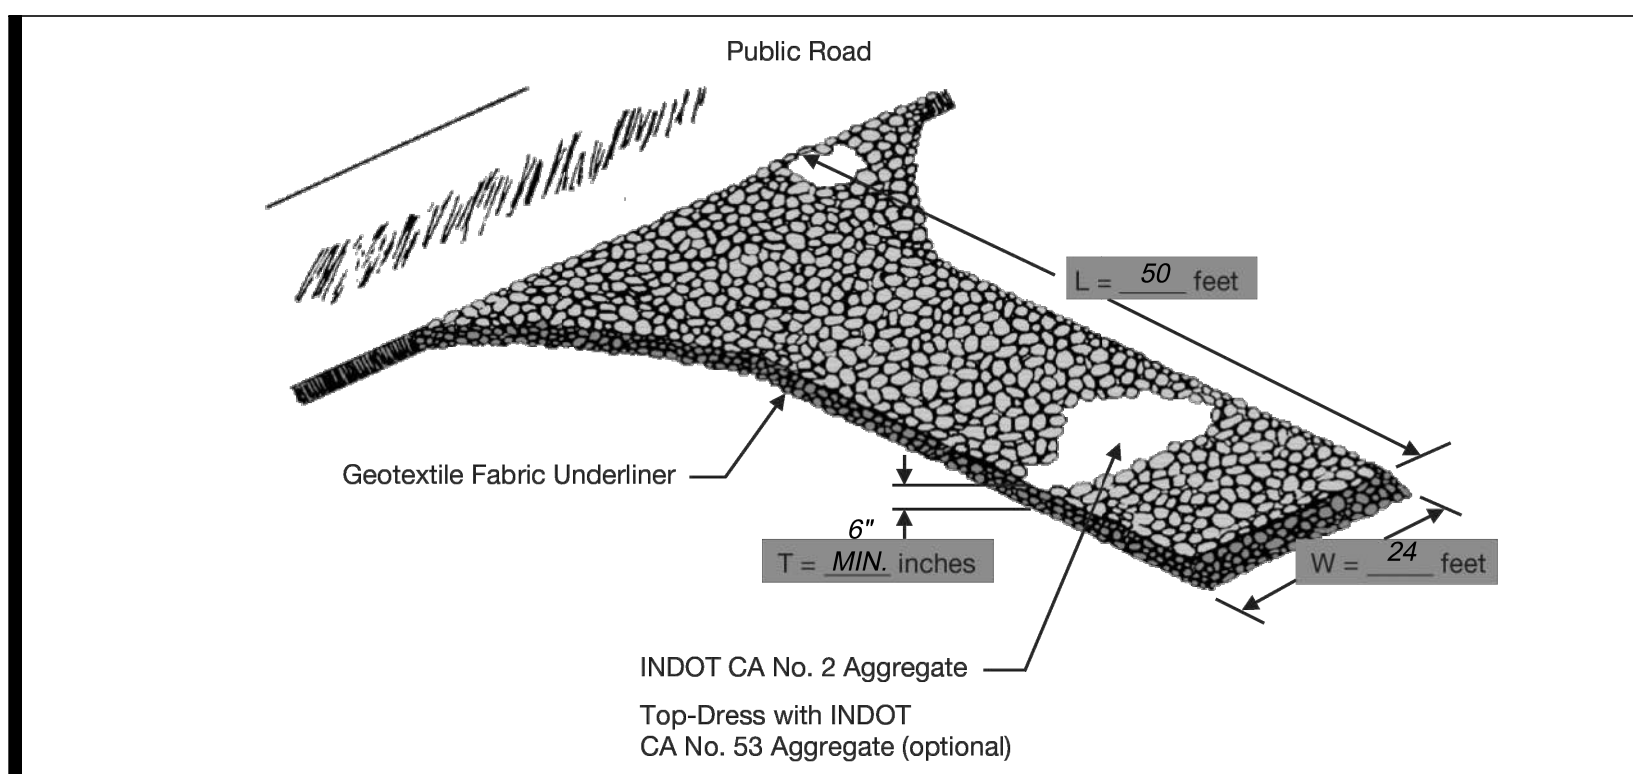 Public Road
L = 50 feet
Geotextile Fabric Underliner
6"
T = MIN. inches
W = 24 feet
INDOT CA No. 2 Aggregate
Top-Dress with INDOT
CA No. 53 Aggregate (optional)